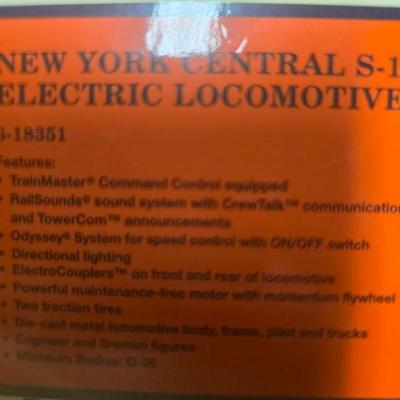 NEW YORK CENTRAL S-1
ELECTRIC LOCOMOTIVE
6-18351
Features:
• TrainMaster® Command Control equipped
• RailSounds® sound system with CrewTalk™ communication
and TowerCom™ announcements
• Odyssey® System for speed control with ON/OFF switch
• Directional lighting
• ElectroCouplers™ on front and rear of locomotive
• Powerful maintenance-free motor with momentum flywheel
• Two traction tires
• Die-cast metal locomotive body, frame, pilot and trucks
• Engineer and fireman figures
• Minimum Radius: O-36